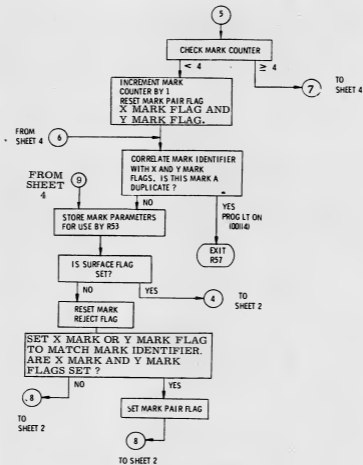 5
CHECK MARK COUNTER
< 4
≥ 4
INCREMENT MARK
COUNTER BY 1
RESET MARK PAIR FLAG
X MARK FLAG AND
Y MARK FLAG.
7
TO
SHEET 4
FROM
SHEET 4
6
CORRELATE MARK IDENTIFIER
WITH X AND Y MARK
FLAGS. IS THIS MARK A
DUPLICATE ?
FROM
SHEET
4
9
NO
YES
PROG LT ON
(00114)
STORE MARK PARAMETERS
FOR USE BY R53
EXIT
R57
IS SURFACE FLAG
SET?
NO
YES
4
TO
SHEET 2
RESET MARK
REJECT FLAG
SET X MARK OR Y MARK FLAG
TO MATCH MARK IDENTIFIER.
ARE X MARK AND Y MARK
FLAGS SET ?
NO
YES
8
TO
SHEET 2
SET MARK PAIR FLAG
8
TO SHEET 2